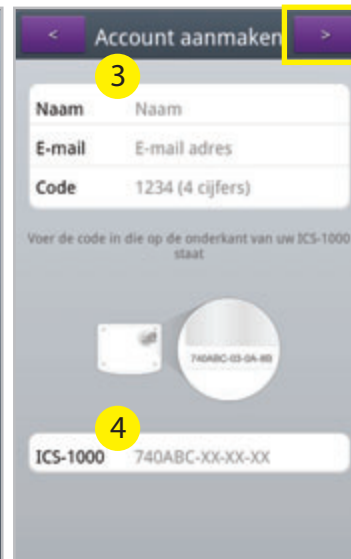 < Account aanmaken >
3
Naam Naam
E-mail E-mail adres
Code 1234 (4 cijfers)
Voer de code in die op de onderkant van uw ICS-1000
staat
740ABC-03-0A-8B
4
ICS-1000 740ABC-XX-XX-XX